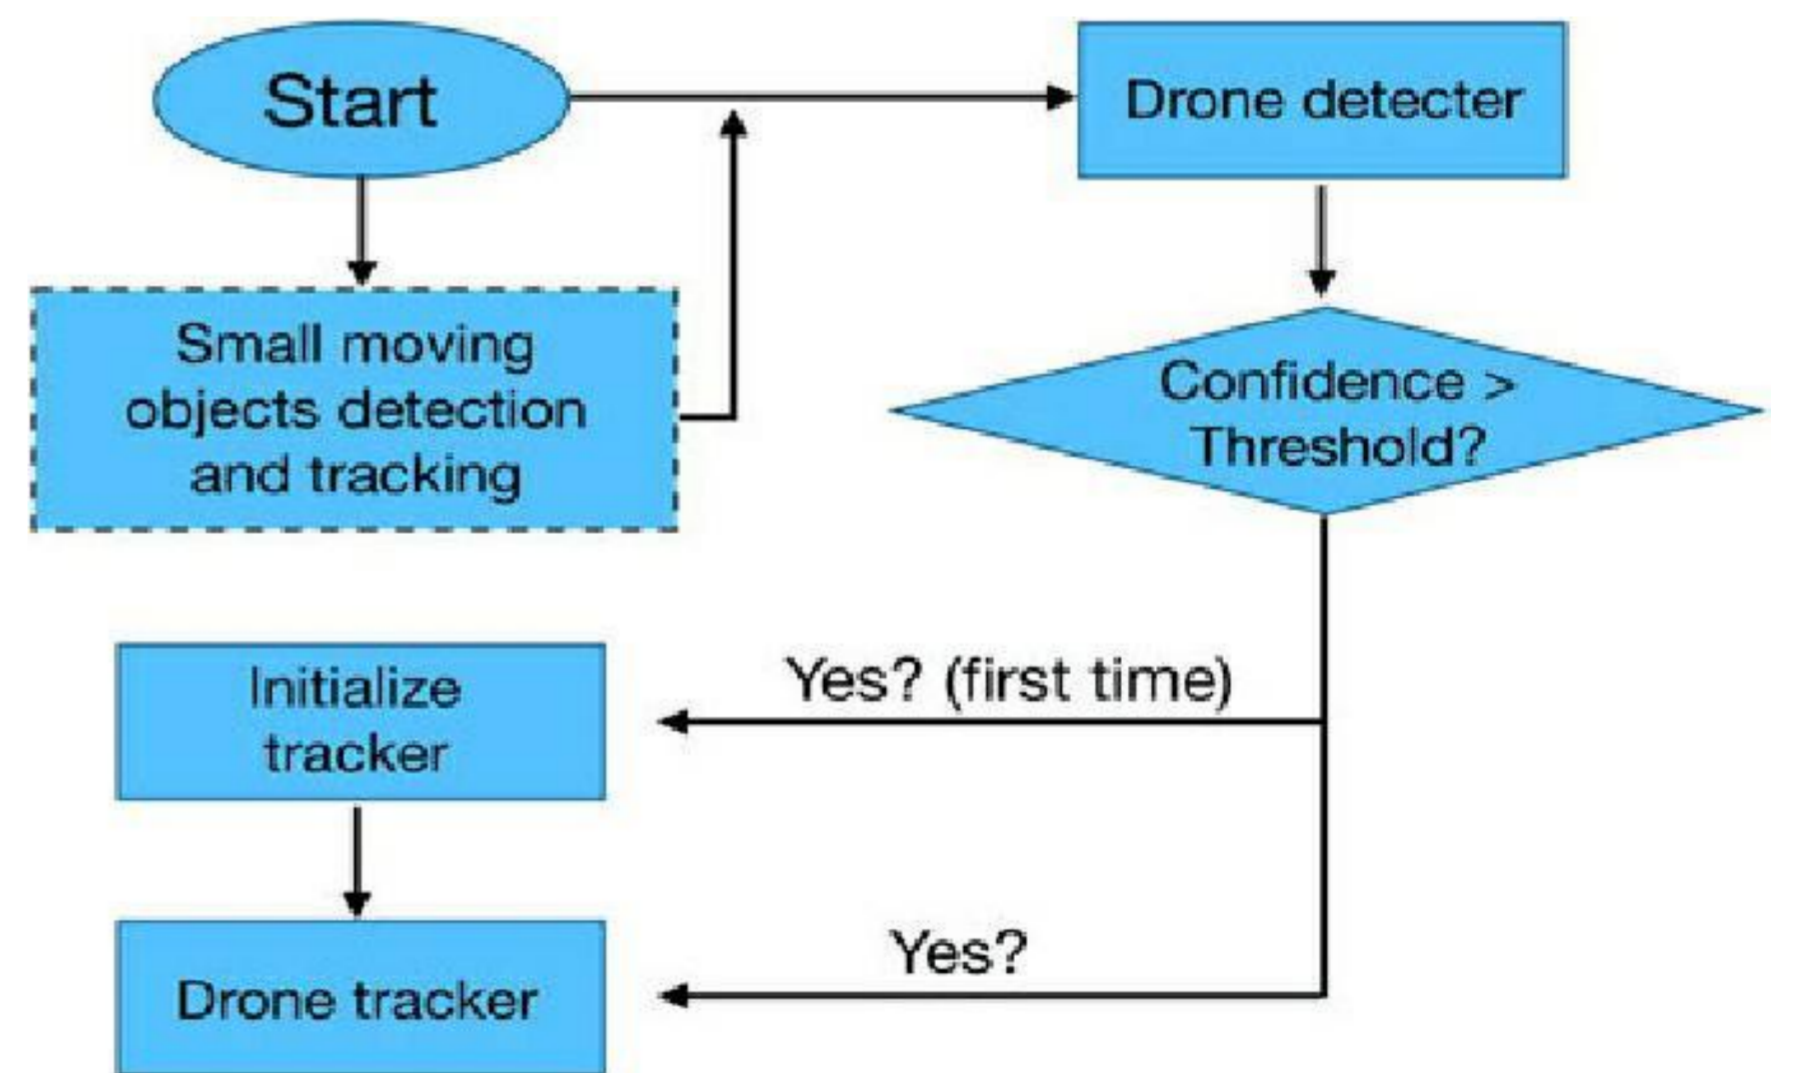 Start
Drone detecter
Small moving
objects detection
and tracking
Confidence >
Threshold?
Yes? (first time)
Initialize
tracker
Yes?
Drone tracker